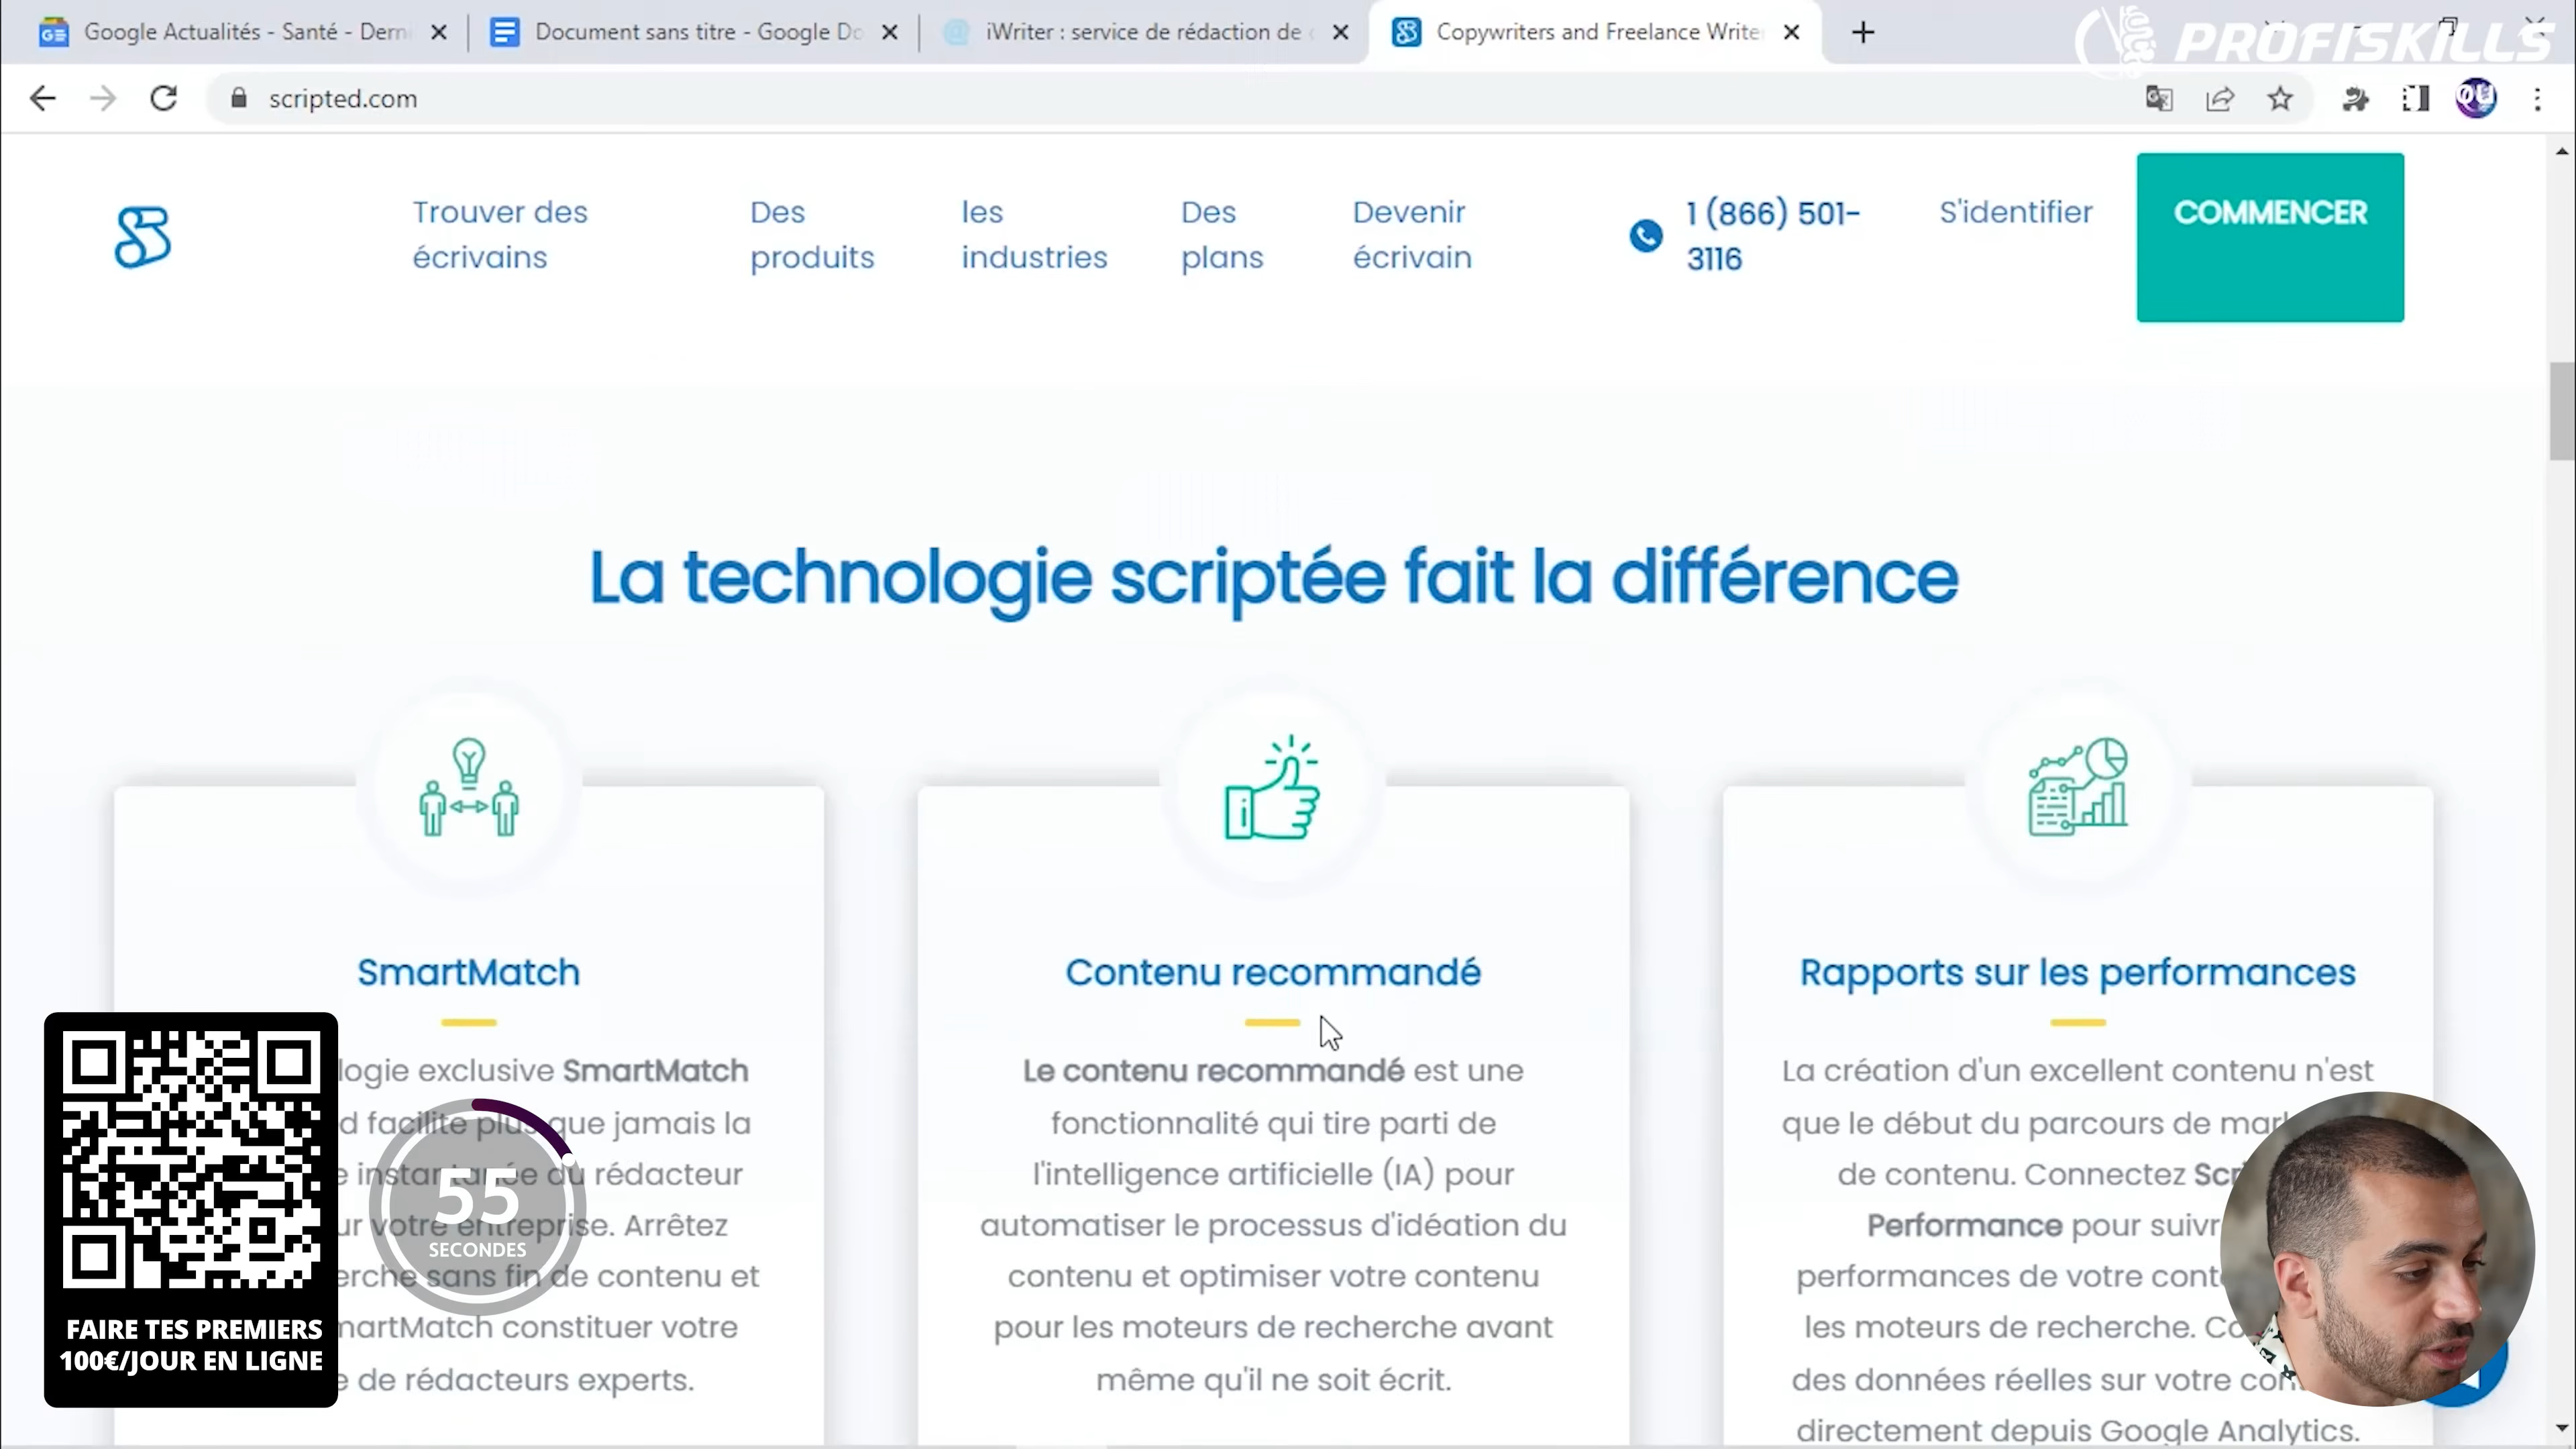 Google Actualités - Santé - Dern
Document sans titre - Google Do
iWriter : service de rédaction de
Copywriters and Freelance Write
PROFISKILLS
scripted.com
Trouver des
écrivains
Des
produits
les
industries
Des
plans
Devenir
écrivain
1 (866) 501-
3116
S'identifier
COMMENCER
La technologie scriptée fait la différence
SmartMatch
logie exclusive SmartMatch
d facilite plus que jamais la
e instantanée du rédacteur
ur votre entreprise. Arrêtez
erche sans fin de contenu et
martMatch constituer votre
e de rédacteurs experts.
Contenu recommandé
Le contenu recommandé est une
fonctionnalité qui tire parti de
l'intelligence artificielle (IA) pour
automatiser le processus d'idéation du
contenu et optimiser votre contenu
pour les moteurs de recherche avant
même qu'il ne soit écrit.
Rapports sur les performances
La création d'un excellent contenu n'est
que le début du parcours de mar
de contenu. Connectez Scr
Performance pour suivr
performances de votre cont
les moteurs de recherche. Co
des données réelles sur votre con
directement depuis Google Analytics.
55
SECONDES
FAIRE TES PREMIERS
100€/JOUR EN LIGNE